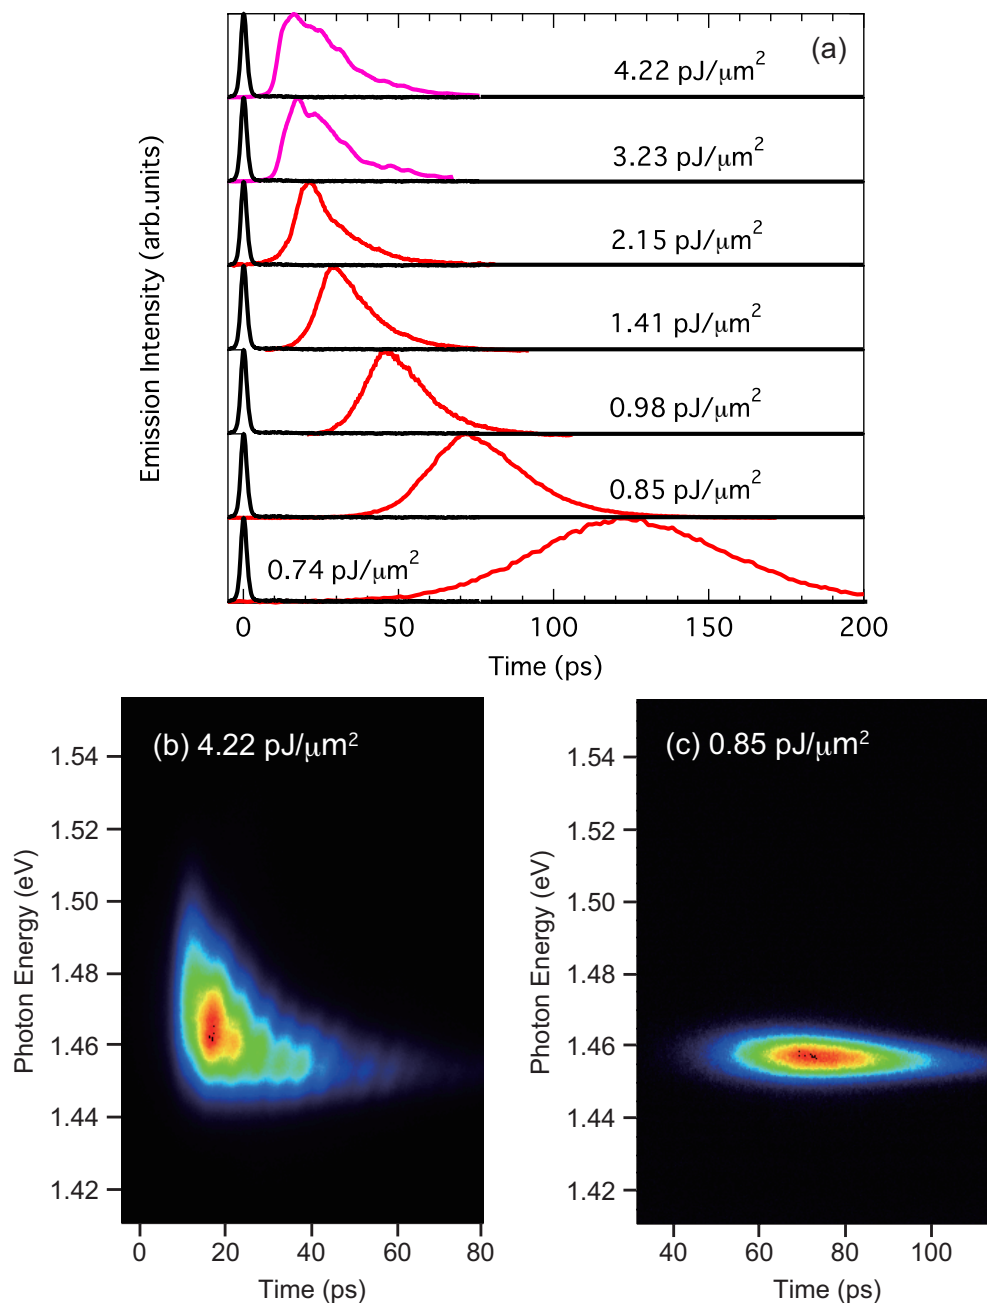 (a)
4.22 pJ/μm²
3.23 pJ/μm²
2.15 pJ/μm²
1.41 pJ/μm²
0.98 pJ/μm²
0.85 pJ/μm²
0.74 pJ/μm²
Emission Intensity (arb.units)
0 50 100 150 200
Time (ps)
(b) 4.22 pJ/μm²
1.54
1.52
1.50
1.48
1.46
1.44
1.42
Photon Energy (eV)
0 20 40 60 80
Time (ps)
(c) 0.85 pJ/μm²
1.54
1.52
1.50
1.48
1.46
1.44
1.42
Photon Energy (eV)
40 60 80 100
Time (ps)